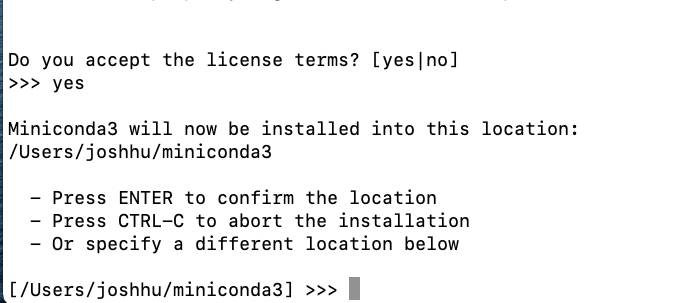 Do you accept the license terms? [yes|no]
>>> yes
Miniconda3 will now be installed into this location:
/Users/joshhu/miniconda3
– Press ENTER to confirm the location
– Press CTRL–C to abort the installation
– Or specify a different location below
[/Users/joshhu/miniconda3] >>>